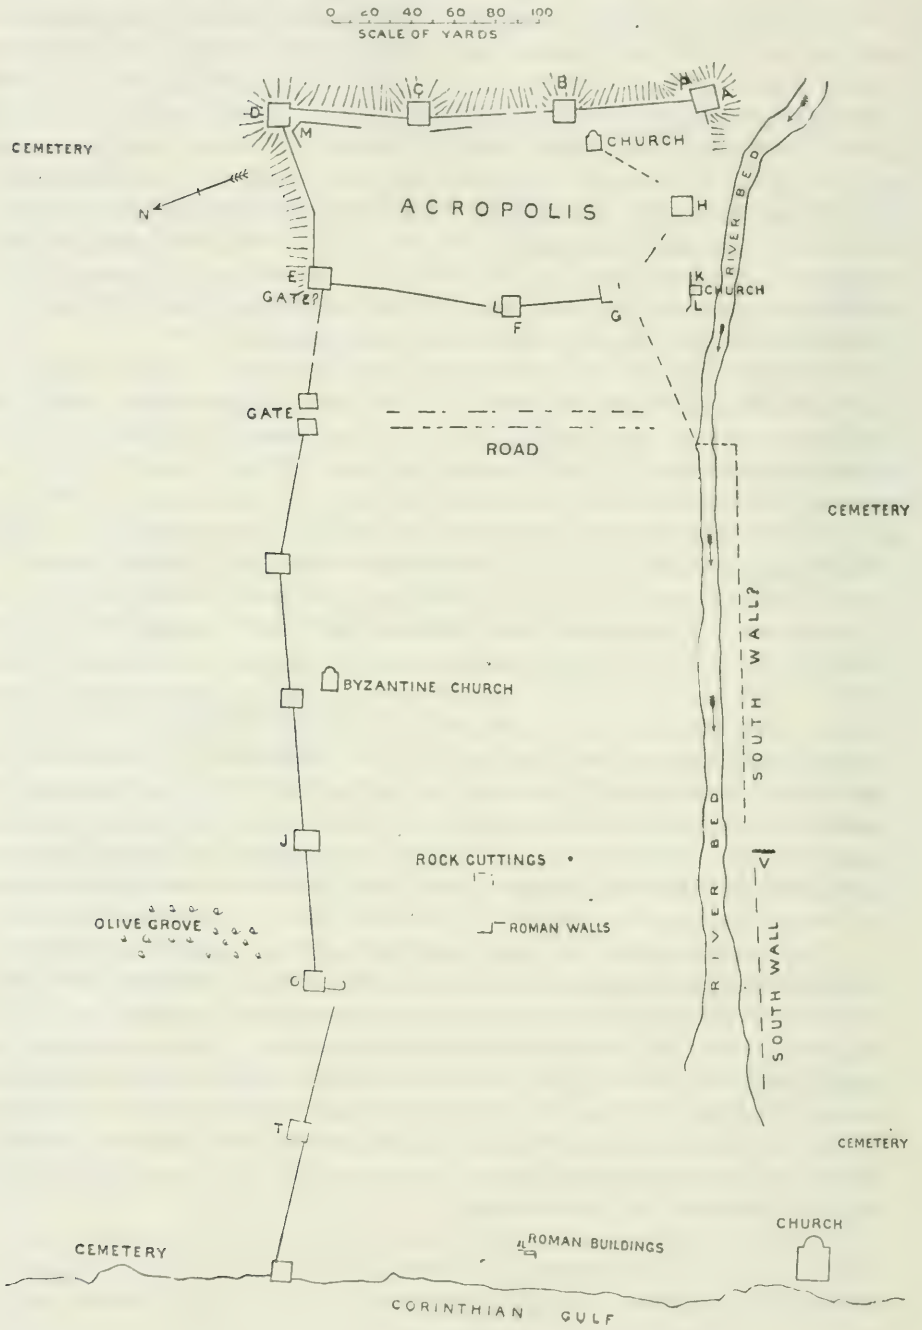 0 20 40 60 80 100
SCALE OF YARDS
C
B
A
D
M
CEMETERY
CHURCH
N
ACROPOLIS
H
RIVER BED
E
GATE?
K
CHURCH
L
F
G
GATE
ROAD
CEMETERY
SOUTH WALL?
BYZANTINE CHURCH
J
ROCK CUTTINGS
RIVER BED
V
OLIVE GROVE
ROMAN WALLS
SOUTH WALL
O
T
CEMETERY
CHURCH
CEMETERY
ROMAN BUILDINGS
CORINTHIAN GULF